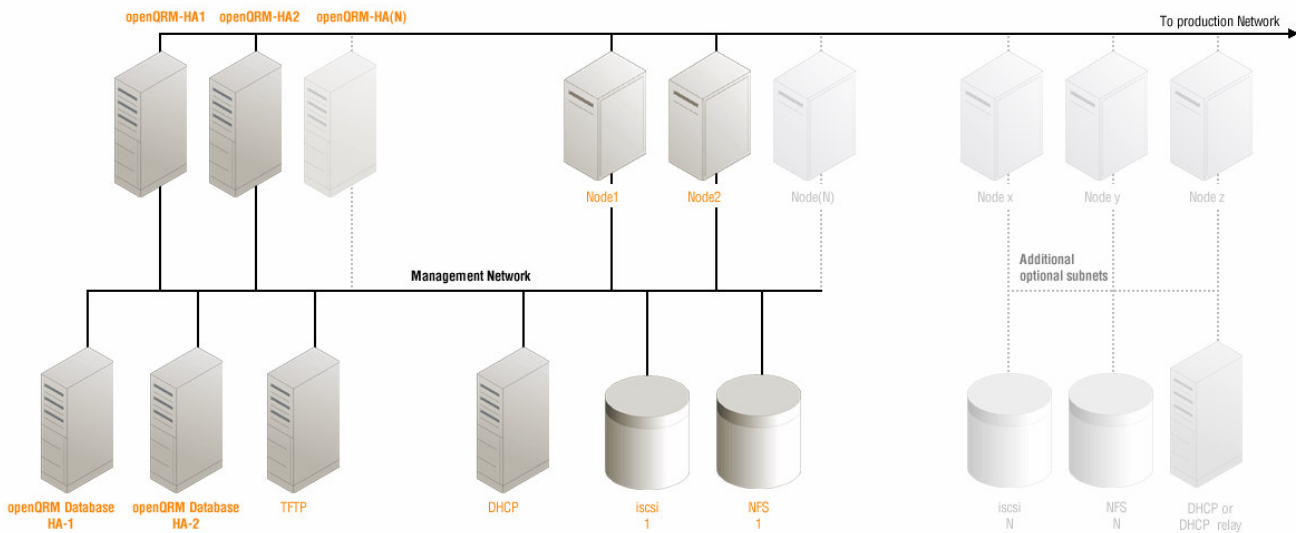 openQRM-HA1 openQRM-HA2 openQRM-HA(N)
To production Network
Node1 Node2 Node(N) Node x Node y Node z
Management Network
Additional
optional subnets
openQRM Database
HA-1
openQRM Database
HA-2
TFTP
DHCP
iscsi
1
NFS
1
iscsi
N
NFS
N
DHCP or
DHCP relay